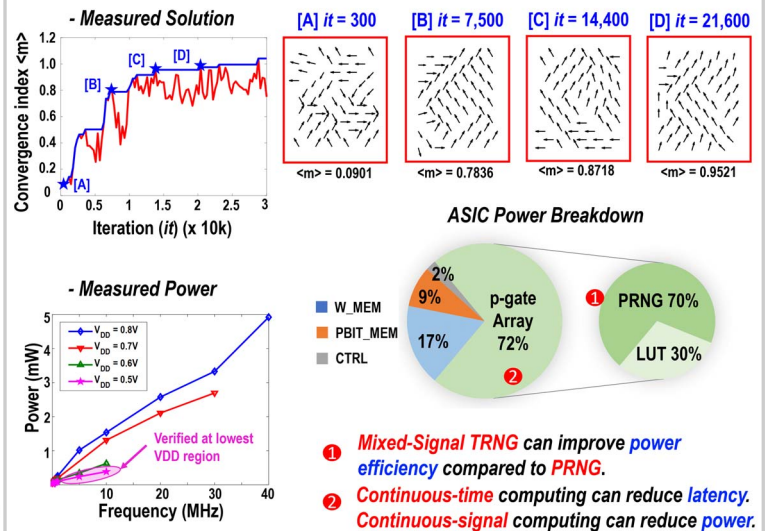 - Measured Solution
[A] it = 300
[B] it = 7,500
[C] it = 14,400
[D] it = 21,600
Convergence index <m>
1.2
1.0
0.8
0.6
0.4
0.2
0
[A]
[B]
[C]
[D]
0
0.5
1
1.5
2
2.5
3
Iteration (it) (x 10k)
<m> = 0.0901
<m> = 0.7836
<m> = 0.8718
<m> = 0.9521
ASIC Power Breakdown
W_MEM
PBIT_MEM
CTRL
2%
9%
17%
p-gate
Array
72%
2
1
PRNG 70%
LUT 30%
- Measured Power
Power (mW)
5
4
3
2
1
VDD = 0.8V
VDD = 0.7V
VDD = 0.6V
VDD = 0.5V
Verified at lowest
VDD region
0
10
20
30
40
Frequency (MHz)
1 Mixed-Signal TRNG can improve power
efficiency compared to PRNG.
2 Continuous-time computing can reduce latency.
Continuous-signal computing can reduce power.